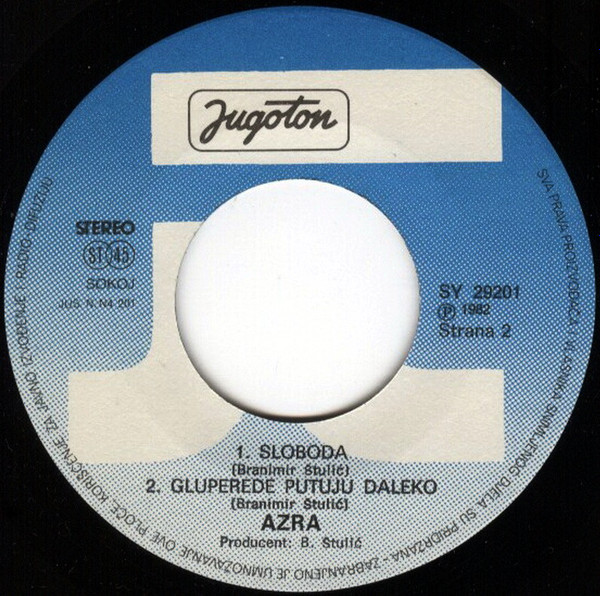 Jugoton
STEREO
ST 45
SOKOJ
JUS. N. N4 201
SY 29201
℗ 1982
Strana 2
1. SLOBODA
(Branimir Štulić)
2. GLUPEREDE PUTUJU DALEKO
(Branimir Štulić)
AZRA
Producent: B. Štulić
SVA PRAVA PROIZVOĐAČA I VLASNIKA SNIMLJENOG DJELA SU PRIDRŽANA - ZABRANJENO JE UMNOŽAVANJE OVE PLOČE, KORIŠĆENJE ZA JAVNO IZVOĐENJE I RADIO-DIFUZIJU